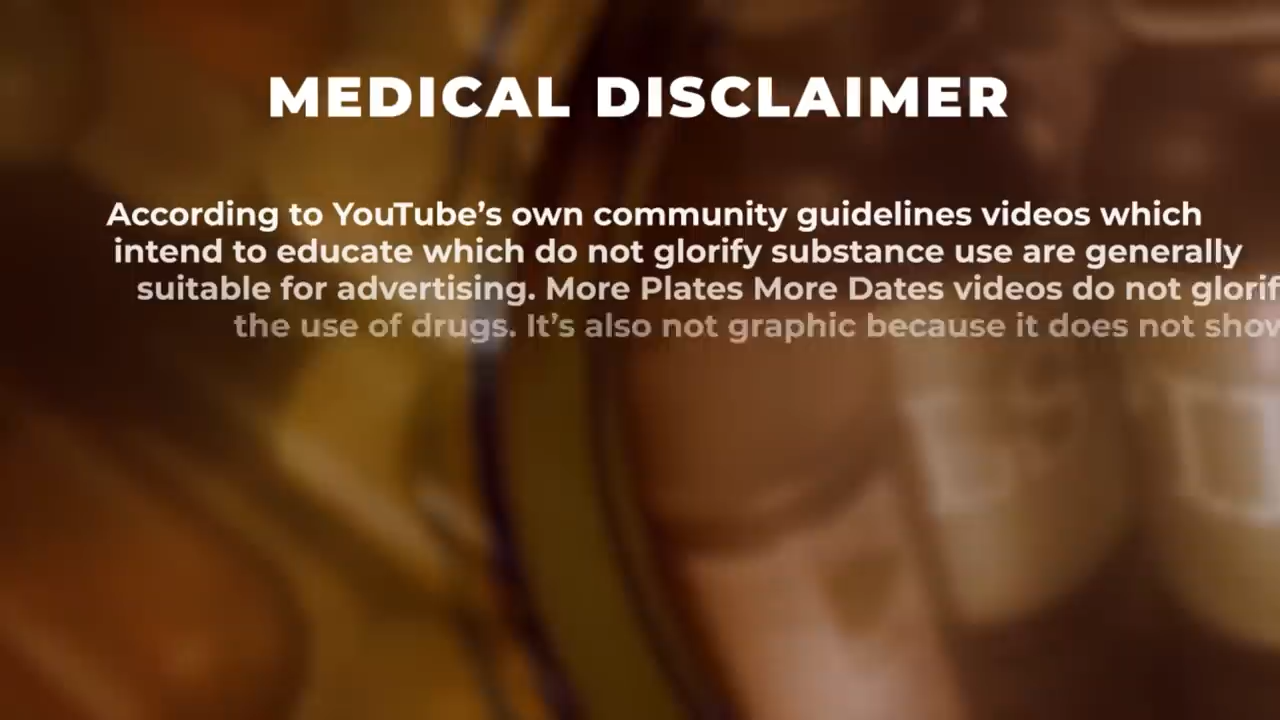 MEDICAL DISCLAIMER
According to YouTube's own community guidelines videos which
intend to educate which do not glorify substance use are generally
suitable for advertising. More Plates More Dates videos do not glorif
the use of drugs. It's also not graphic because it does not show